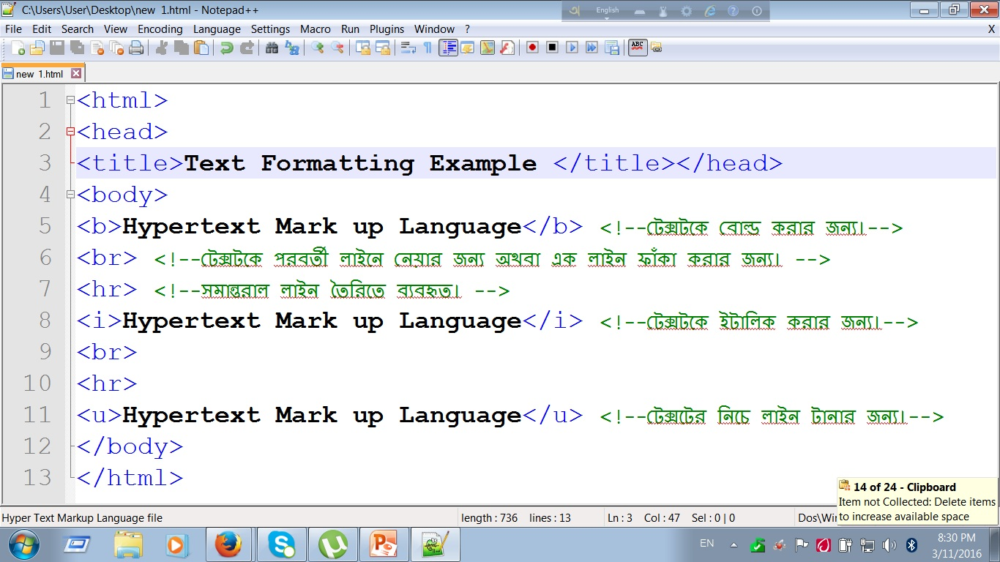 C:\Users\User\Desktop\new 1.html - Notepad++
English
File Edit Search View Encoding Language Settings Macro Run Plugins Window ? X
ABC
new 1.html
1 <html>
2 <head>
3 <title>Text Formatting Example </title></head>
4 <body>
5 <b>Hypertext Mark up Language</b> <!--টেক্সটকে বোল্ড করার জন্য।-->
6 <br> <!--টেক্সটকে পরবর্তী লাইনে নেয়ার জন্য অথবা এক লাইন ফাঁকা করার জন্য। -->
7 <hr> <!--সমান্তরাল লাইন তৈরিতে ব্যবহৃত। -->
8 <i>Hypertext Mark up Language</i> <!--টেক্সটকে ইটালিক করার জন্য।-->
9 <br>
10 <hr>
11 <u>Hypertext Mark up Language</u> <!--টেক্সটের নিচে লাইন টানার জন্য।-->
12 </body>
13 </html>
14 of 24 - Clipboard
Item not Collected: Delete items
to increase available space
Hyper Text Markup Language file length : 736 lines : 13 Ln : 3 Col : 47 Sel : 0 | 0 Dos\Wi
EN 8:30 PM
3/11/2016